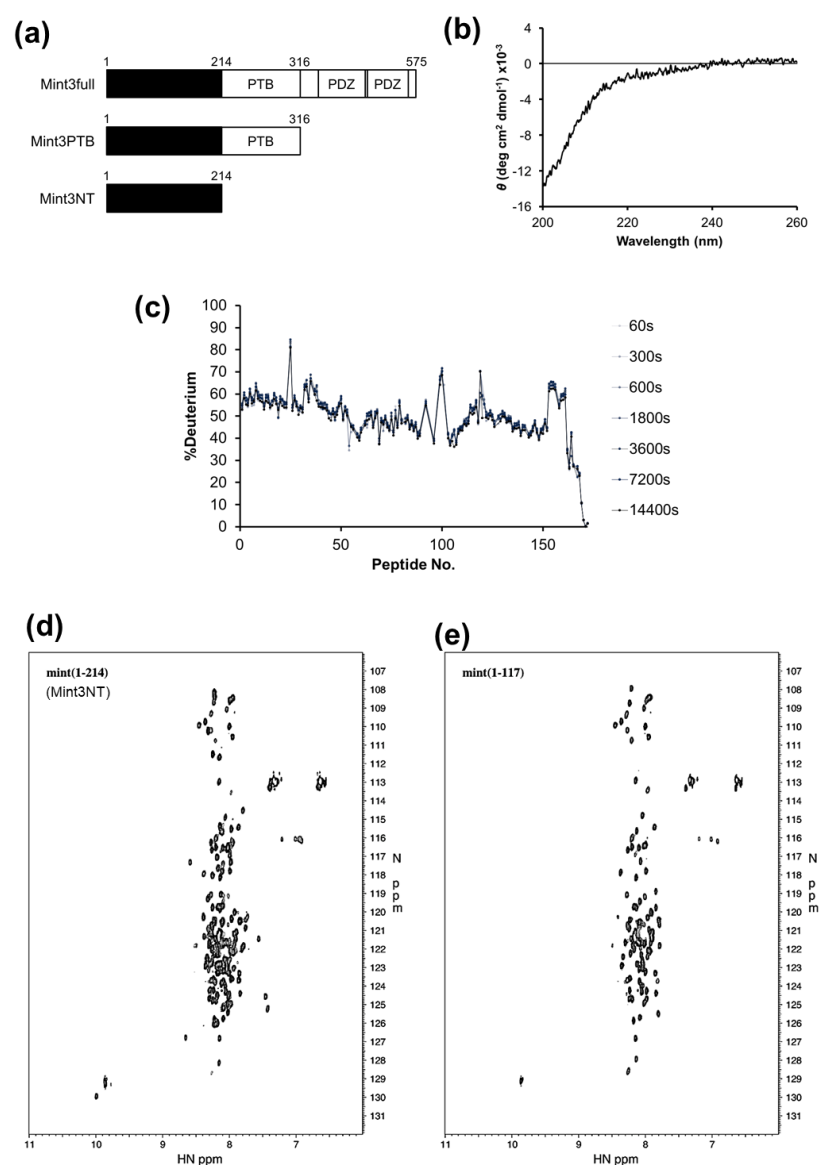 (a)
1 214 316 575
Mint3full PTB PDZ PDZ
1 316
Mint3PTB PTB
1 214
Mint3NT
(b)
4
0
-4
-8
-12
-16
200 220 240 260
θ (deg cm2 dmol-1) x10-3
Wavelength (nm)
(c)
100
90
80
70
60
50
40
30
20
10
0
0 50 100 150
%Deuterium
Peptide No.
60s
300s
600s
1800s
3600s
7200s
14400s
(d)
mint(1-214)
(Mint3NT)
107
108
109
110
111
112
113
114
115
116
117
118
119
120
121
122
123
124
125
126
127
128
129
130
131
N ppm
11 10 9 8 7
HN ppm
(e)
mint(1-117)
107
108
109
110
111
112
113
114
115
116
117
118
119
120
121
122
123
124
125
126
127
128
129
130
131
N ppm
11 10 9 8 7
HN ppm